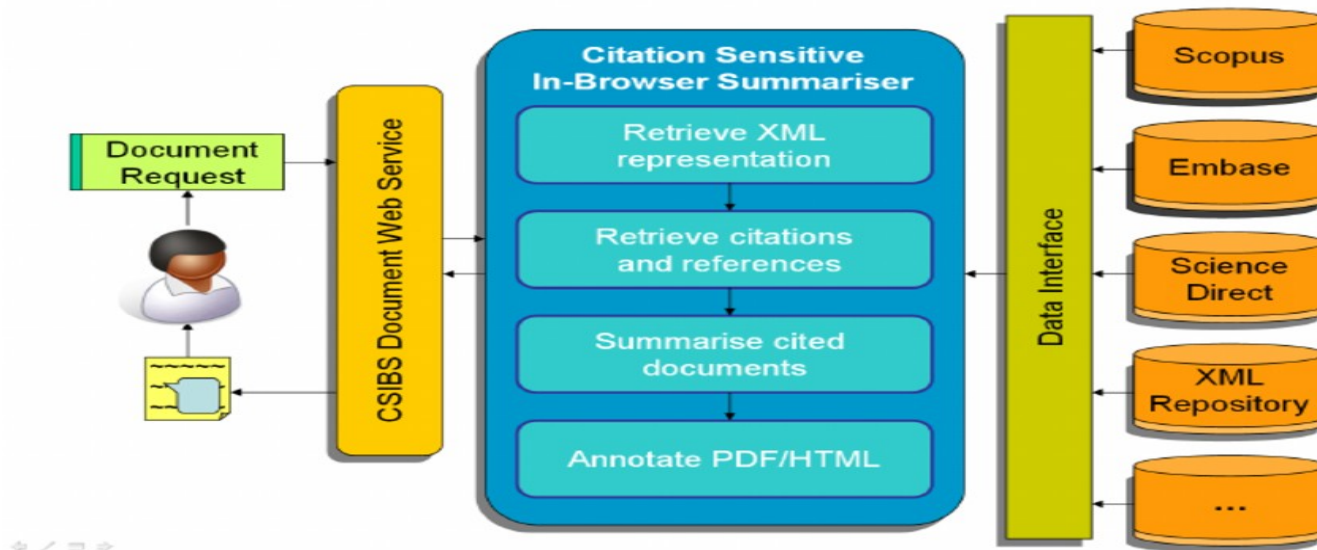 Citation Sensitive
In-Browser Summariser
Document
Request
CSIBS Document Web Service
Retrieve XML
representation
Retrieve citations
and references
Summarise cited
documents
Annotate PDF/HTML
Data Interface
Scopus
Embase
Science
Direct
XML
Repository
...